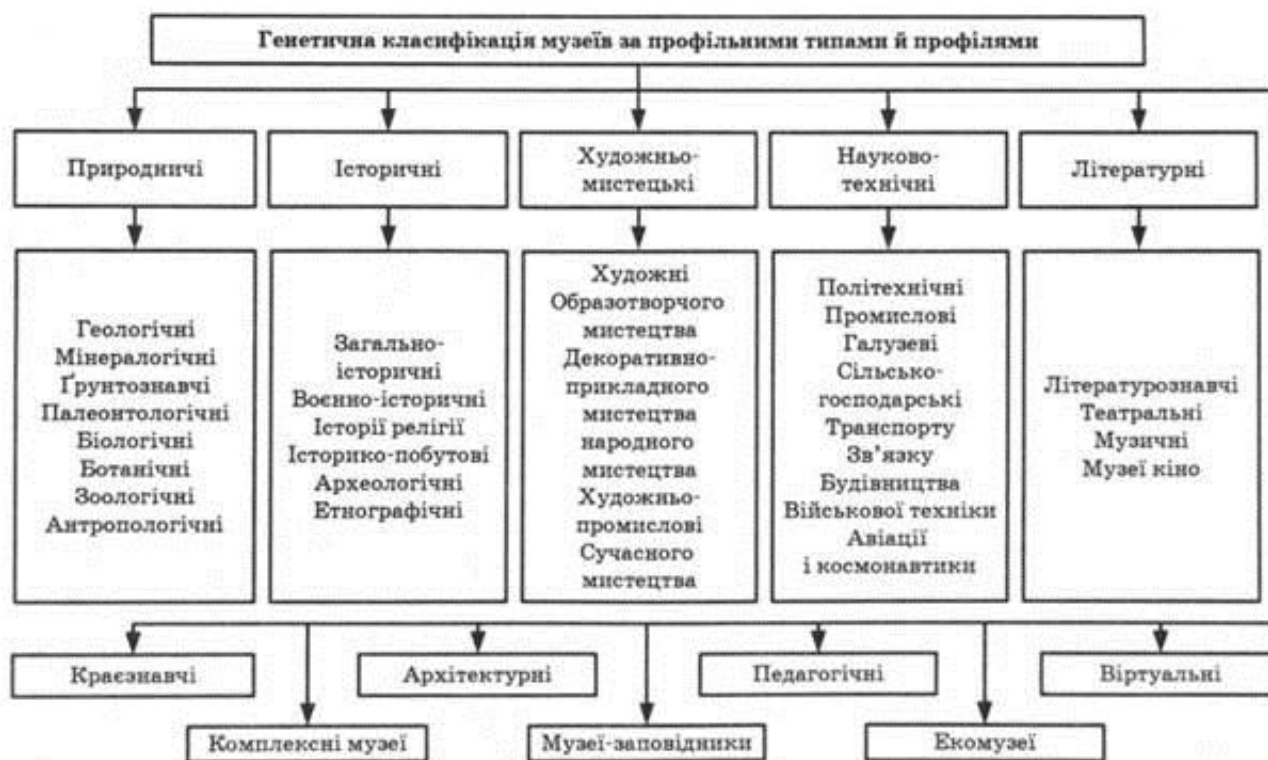 Генетична класифікація музеїв за профільними типами й профілями
Природничі
Історичні
Художньо-
мистецькі
Науково-
технічні
Літературні
Геологічні
Мінералогічні
Ґрунтознавчі
Палеонтологічні
Біологічні
Ботанічні
Зоологічні
Антропологічні
Загально-
історичні
Воєнно-історичні
Історії релігії
Історико-побутові
Археологічні
Етнографічні
Художні
Образотворчого
мистецтва
Декоративно-
прикладного
мистецтва
народного
мистецтва
Художньо-
промислові
Сучасного
мистецтва
Політехнічні
Промислові
Галузеві
Сільсько-
господарські
Транспорту
Зв’язку
Будівництва
Військової техніки
Авіації
і космонавтики
Літературознавчі
Театральні
Музичні
Музеї кіно
Краєзнавчі
Архітектурні
Педагогічні
Віртуальні
Комплексні музеї
Музеї-заповідники
Екомузеї